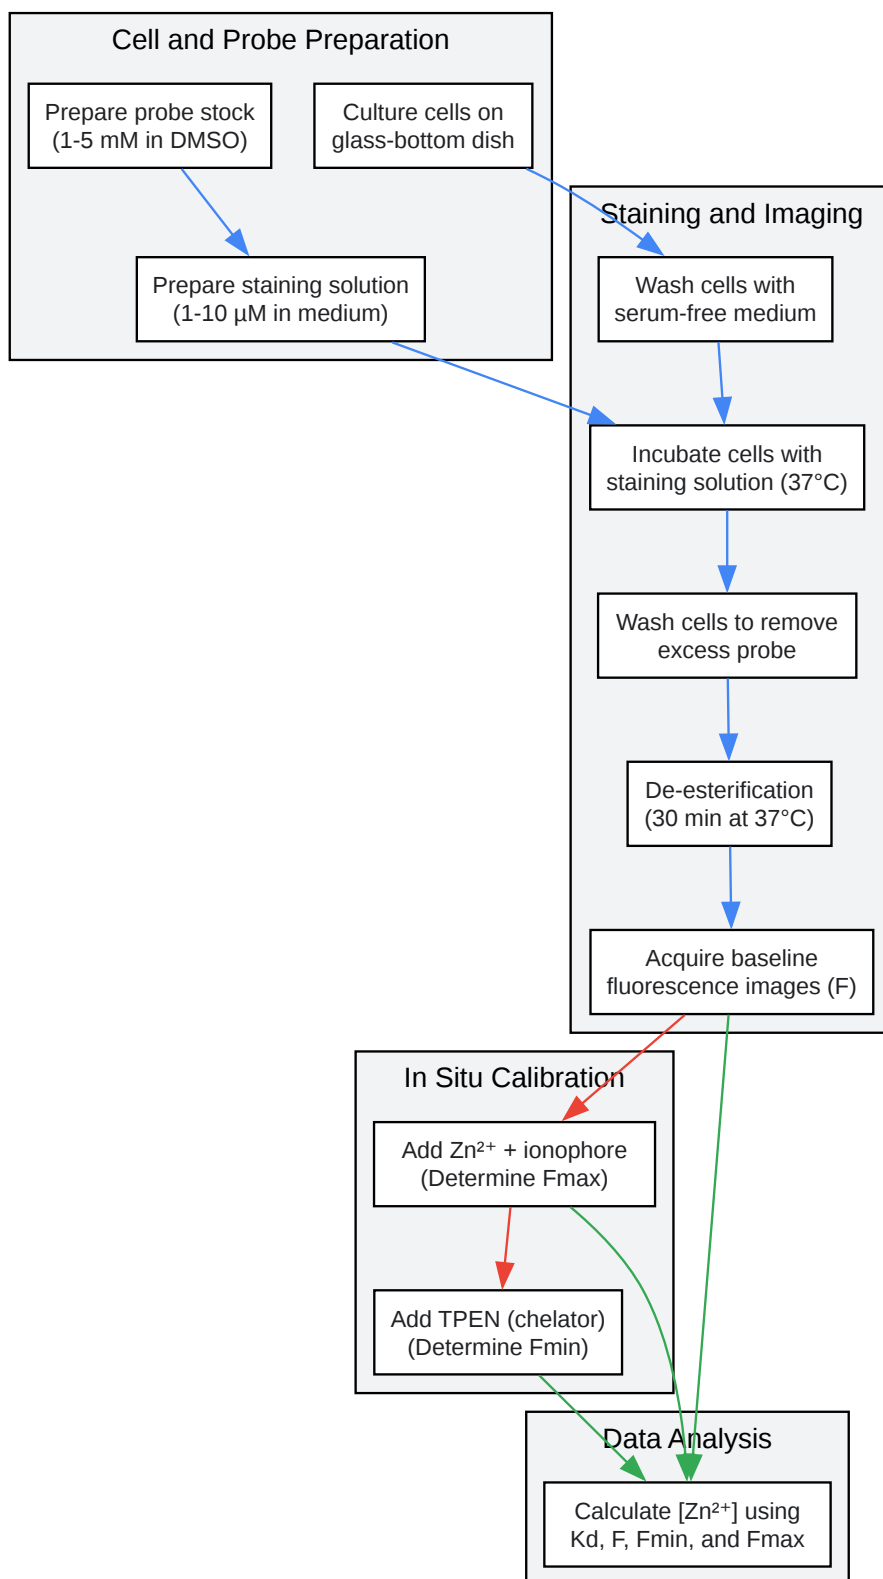 Cell and Probe Preparation
Prepare probe stock
(1-5 mM in DMSO)
Culture cells on
glass-bottom dish
Prepare staining solution
(1-10 µM in medium)
Staining and Imaging
Wash cells with
serum-free medium
Incubate cells with
staining solution (37°C)
Wash cells to remove
excess probe
De-esterification
(30 min at 37°C)
Acquire baseline
fluorescence images (F)
In Situ Calibration
Add Zn²⁺ + ionophore
(Determine Fmax)
Add TPEN (chelator)
(Determine Fmin)
Data Analysis
Calculate [Zn²⁺] using
Kd, F, Fmin, and Fmax